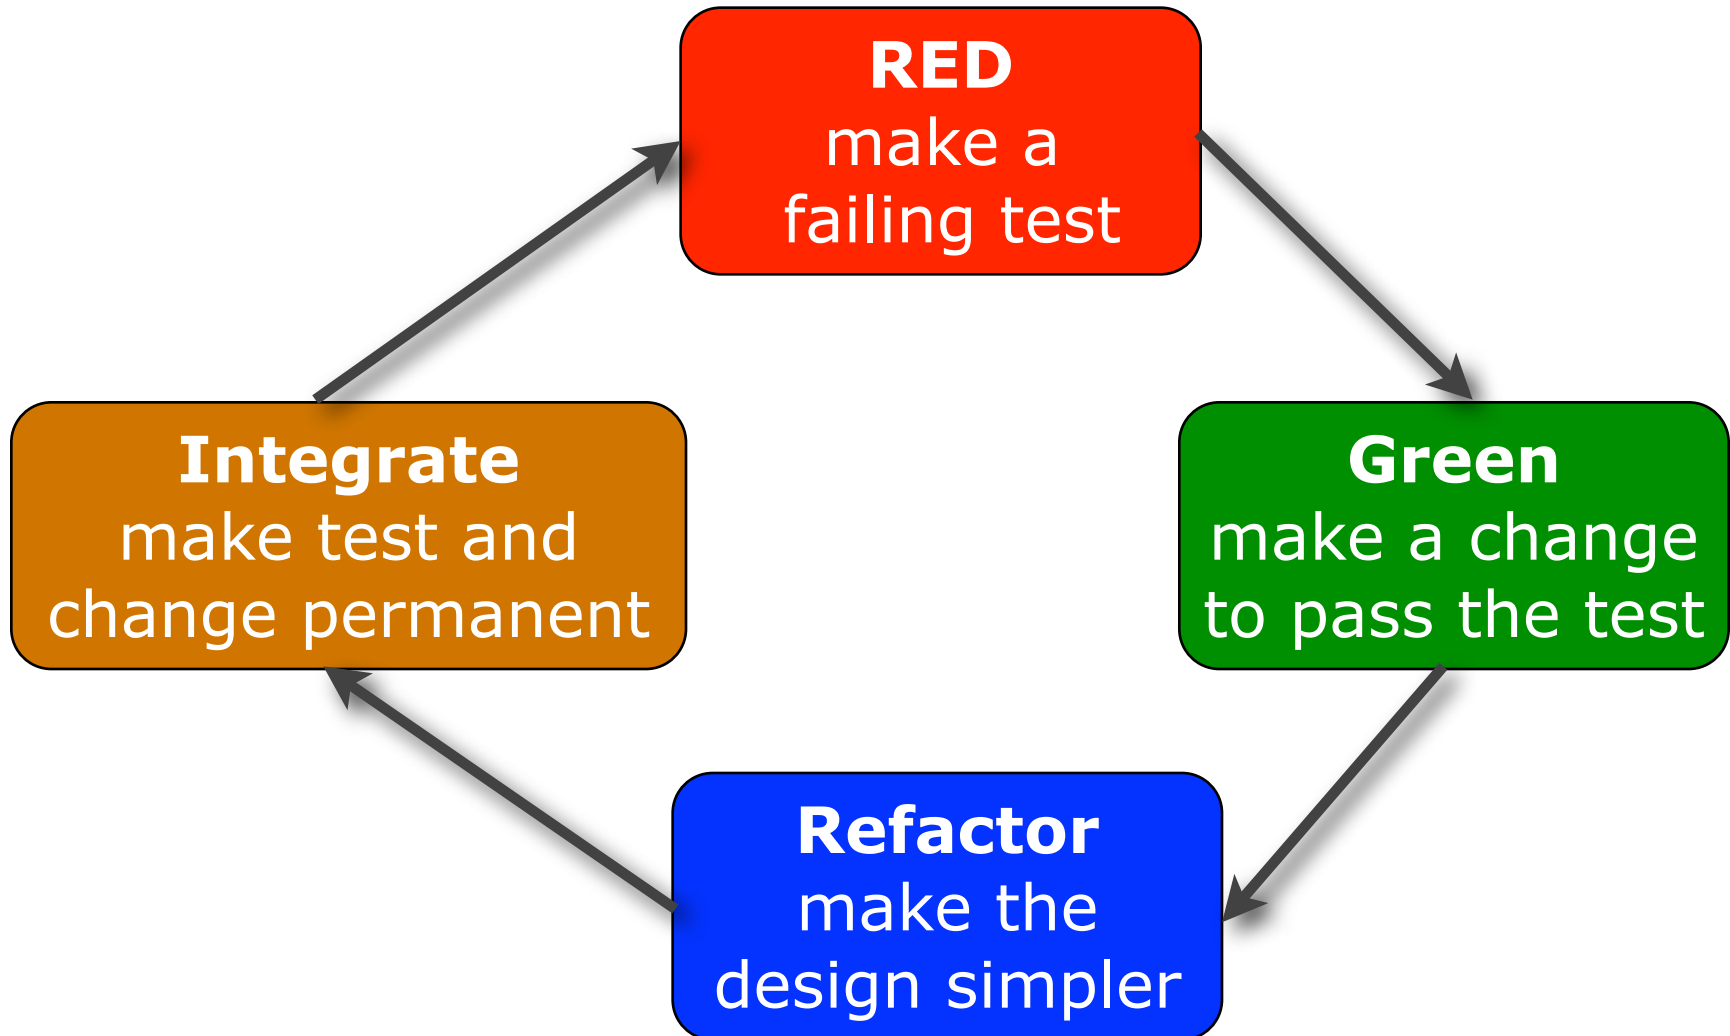 RED
make a
failing test
Integrate
make test and
change permanent
Green
make a change
to pass the test
Refactor
make the
design simpler